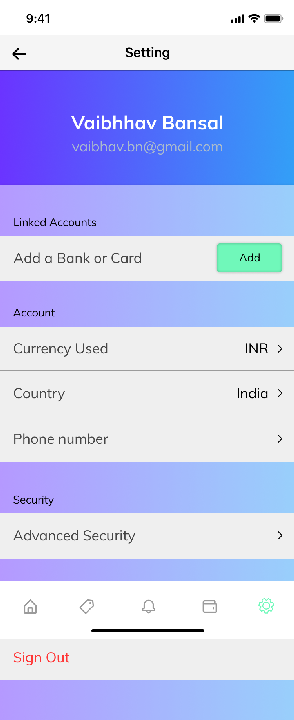 9:41
Setting
Vaibhhav Bansal
vaibhav.bn@gmail.com
Linked Accounts
Add a Bank or Card
Add
Account
Currency Used
INR
Country
India
Phone number
Security
Advanced Security
Sign Out